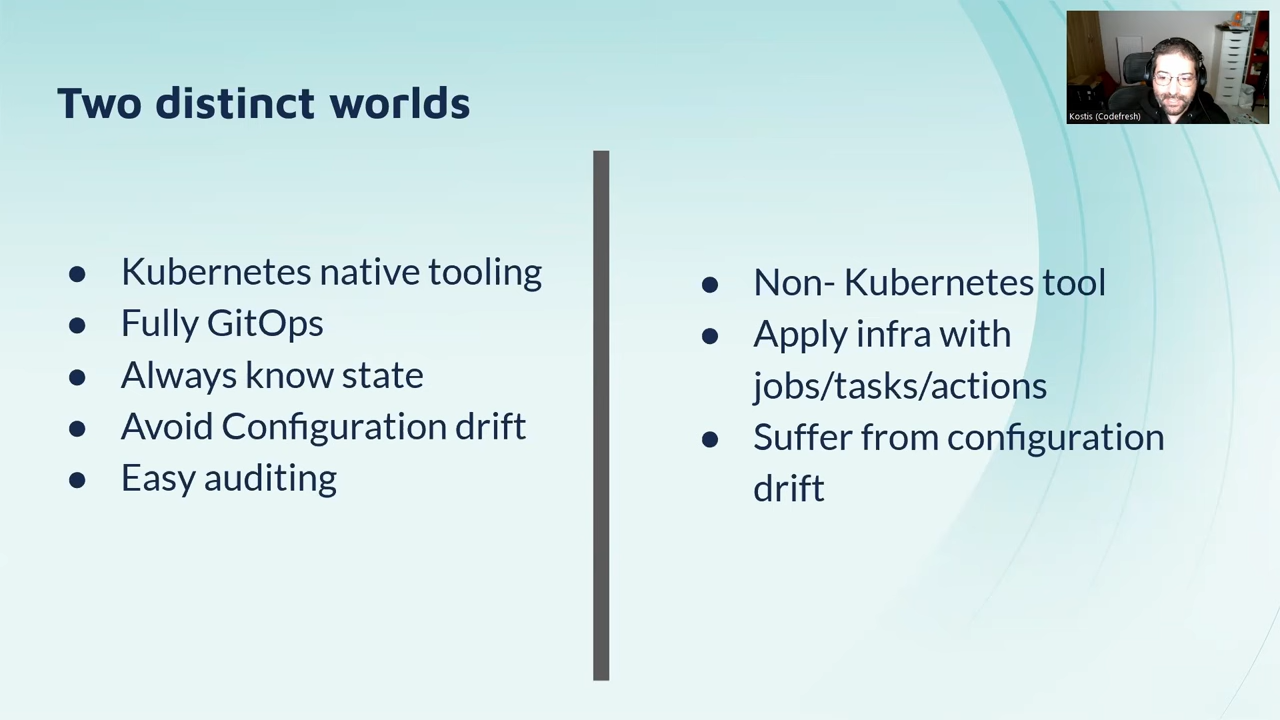 Two distinct worlds
● Kubernetes native tooling
● Fully GitOps
● Always know state
● Avoid Configuration drift
● Easy auditing
● Non- Kubernetes tool
● Apply infra with
jobs/tasks/actions
● Suffer from configuration
drift
Kostis (Codefresh)